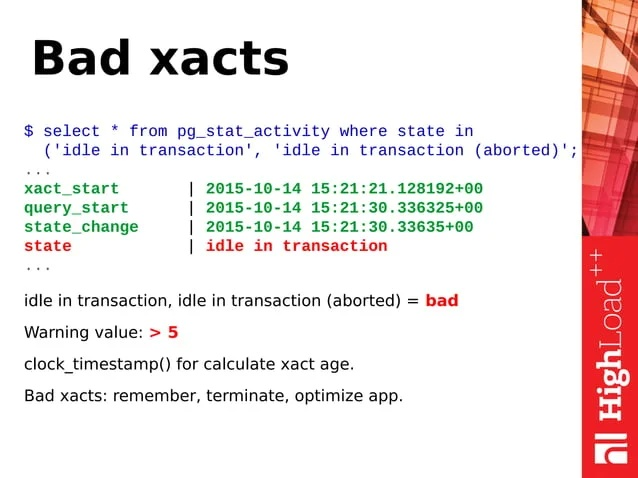 Bad xacts
$ select * from pg_stat_activity where state in
('idle in transaction', 'idle in transaction (aborted)';
...
xact_start | 2015-10-14 15:21:21.128192+00
query_start | 2015-10-14 15:21:30.336325+00
state_change | 2015-10-14 15:21:30.33635+00
state | idle in transaction
...
idle in transaction, idle in transaction (aborted) = bad
Warning value: > 5
clock_timestamp() for calculate xact age.
Bad xacts: remember, terminate, optimize app.
HighLoad++